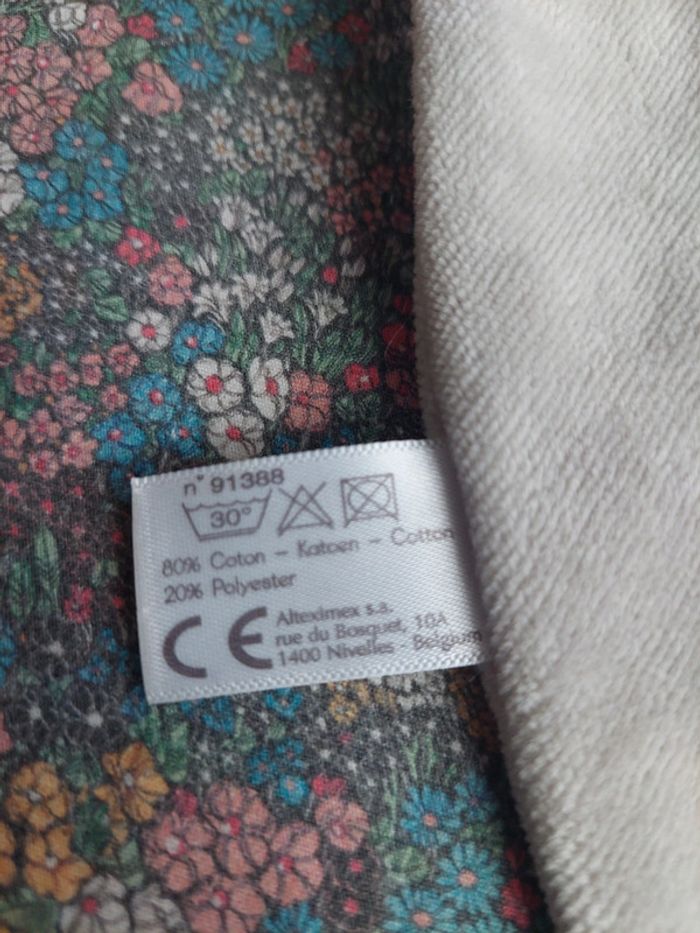 n° 91388
30°
80% Coton - Katoen - Cotton
20% Polyester
CE
Alteximex s.a.
rue du Bosquet, 10A
1400 Nivelles Belgium